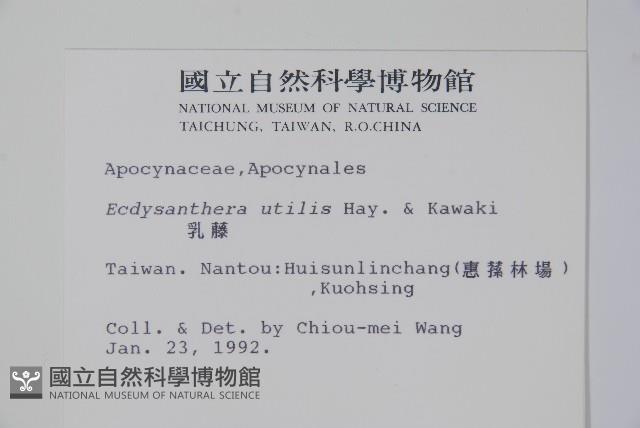 國立自然科學博物館
NATIONAL MUSEUM OF NATURAL SCIENCE
TAICHUNG, TAIWAN, R.O.CHINA
Apocynaceae,Apocynales
Ecdysanthera utilis Hay. & Kawaki
乳藤
Taiwan. Nantou:Huisunlinchang(惠蓀林場)
,Kuohsing
Coll. & Det. by Chiou-mei Wang
Jan. 23, 1992.
國立自然科學博物館
NATIONAL MUSEUM OF NATURAL SCIENCE